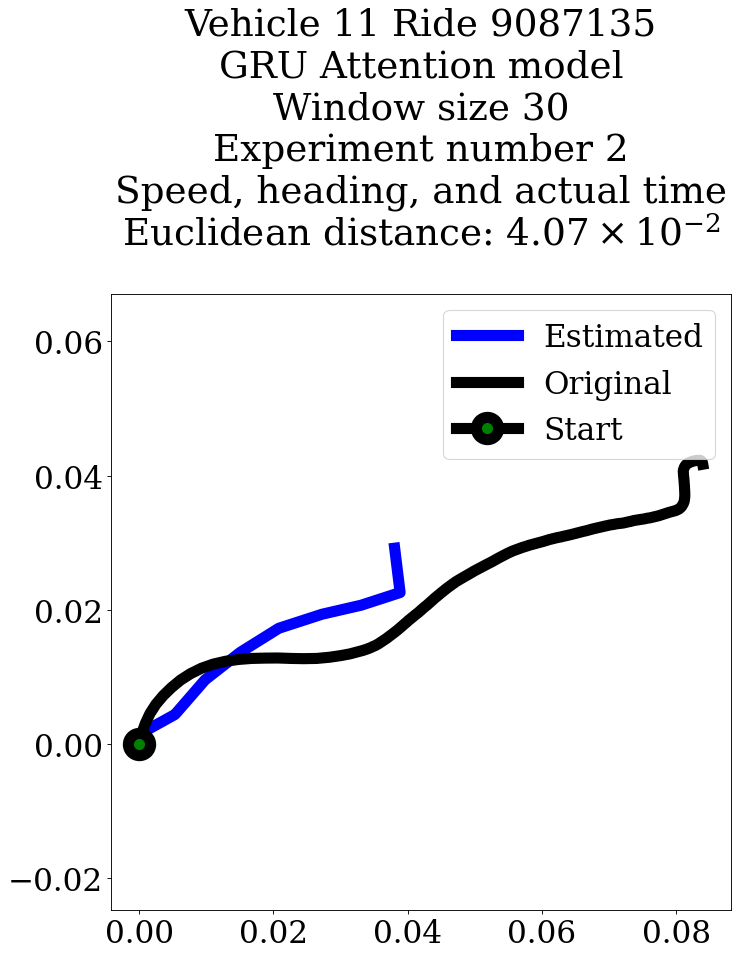 Vehicle 11 Ride 9087135
GRU Attention model
Window size 30
Experiment number 2
Speed, heading, and actual time
Euclidean distance: 4.07 × 10⁻²
Estimated
Original
Start
0.06
0.04
0.02
0.00
−0.02
0.00 0.02 0.04 0.06 0.08